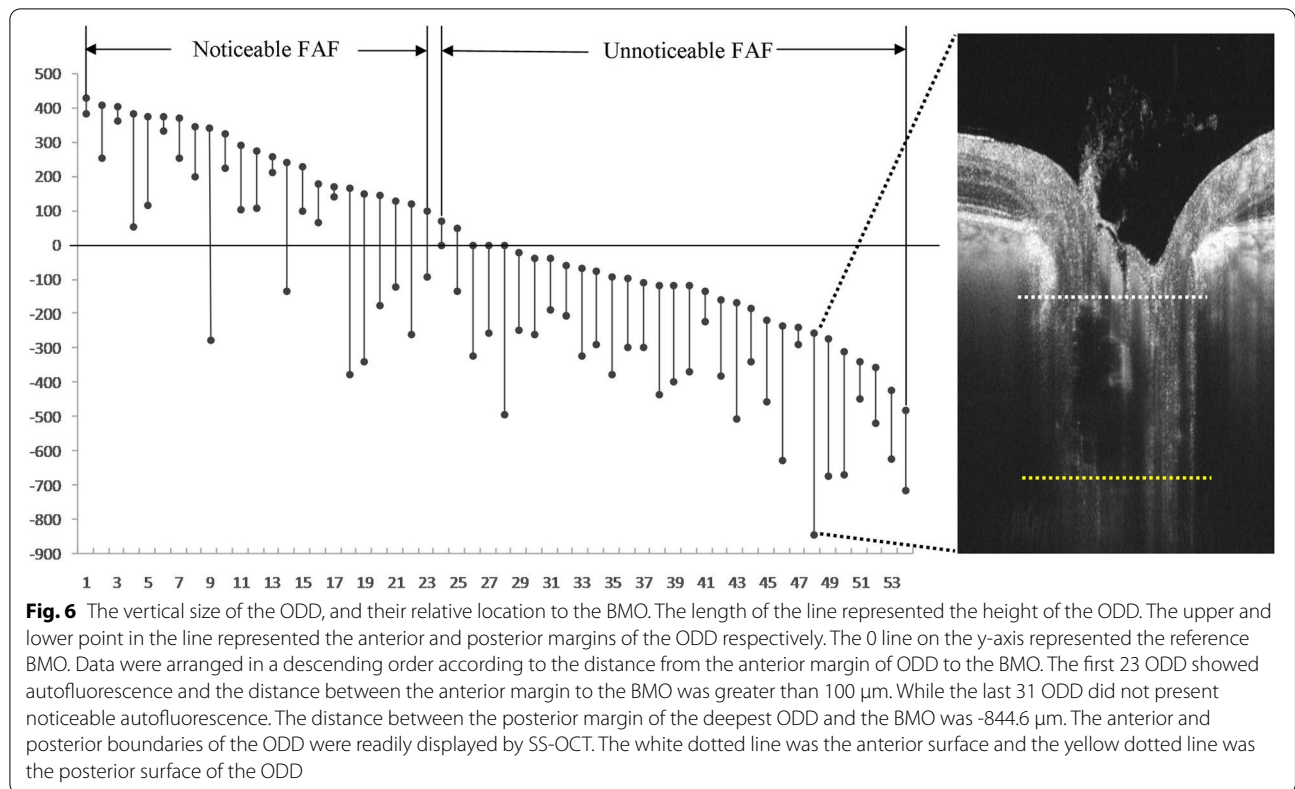 Noticeable FAF
Unnoticeable FAF
500
400
300
200
100
0
-100
-200
-300
-400
-500
-600
-700
-800
-900
1 3 5 7 9 11 13 15 17 19 21 23 25 27 29 31 33 35 37 39 41 43 45 47 49 51 53
Fig. 6 The vertical size of the ODD, and their relative location to the BMO. The length of the line represented the height of the ODD. The upper and
lower point in the line represented the anterior and posterior margins of the ODD respectively. The 0 line on the y-axis represented the reference
BMO. Data were arranged in a descending order according to the distance from the anterior margin of ODD to the BMO. The first 23 ODD showed
autofluorescence and the distance between the anterior margin to the BMO was greater than 100 μm. While the last 31 ODD did not present
noticeable autofluorescence. The distance between the posterior margin of the deepest ODD and the BMO was -844.6 μm. The anterior and
posterior boundaries of the ODD were readily displayed by SS-OCT. The white dotted line was the anterior surface and the yellow dotted line was
the posterior surface of the ODD